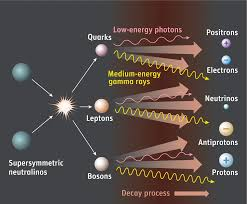 Quarks
Low-energy photons
Positrons
Medium-energy
gamma rays
Electrons
Leptons
Neutrinos
Antiprotons
Supersymmetric
neutralinos
Bosons
Protons
Decay process